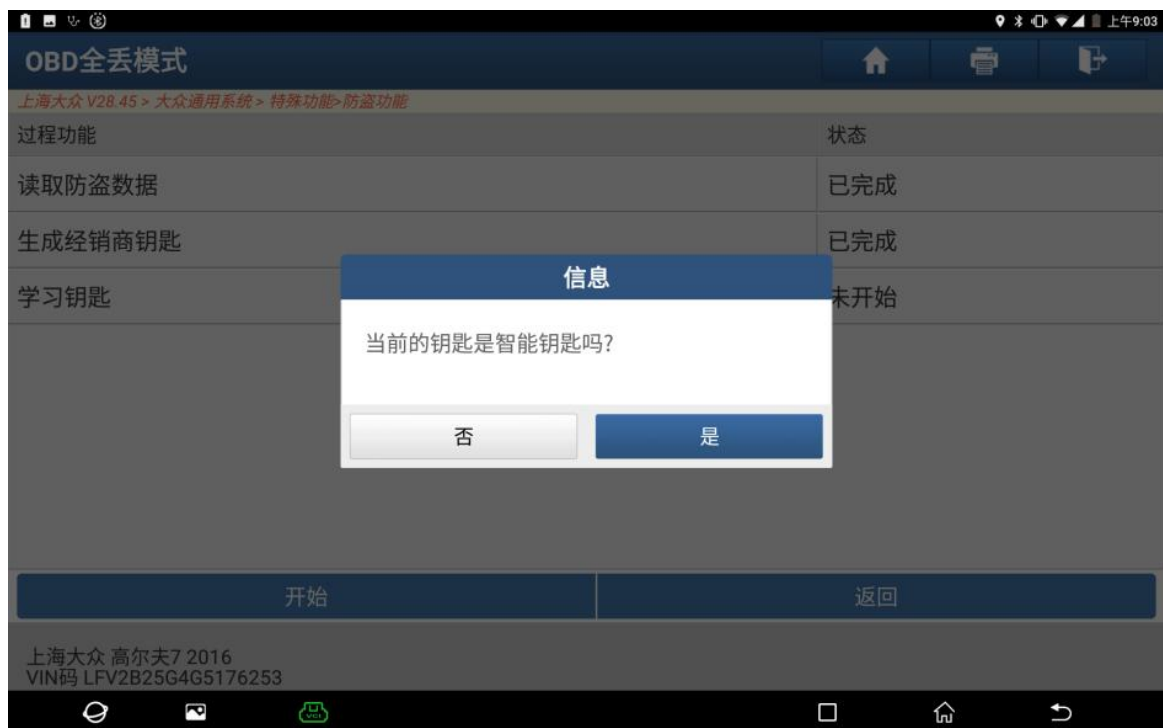 上午9:03
OBD全丢模式
上海大众 V28.45 > 大众通用系统 > 特殊功能>防盗功能
过程功能 状态
读取防盗数据 已完成
生成经销商钥匙 已完成
学习钥匙 未开始
信息
当前的钥匙是智能钥匙吗?
否 是
开始 返回
上海大众 高尔夫7 2016
VIN码 LFV2B25G4G5176253
VCI